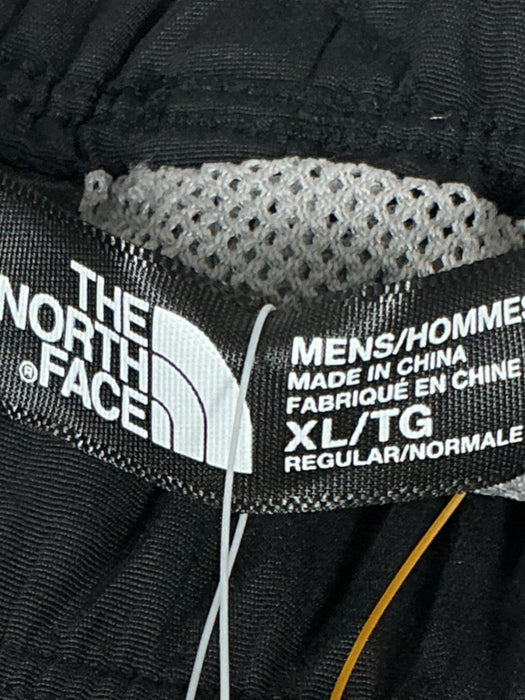 THE
NORTH
®FACE
MENS/HOMMES
MADE IN CHINA
FABRIQUÉ EN CHINE
XL/TG
REGULAR/NORMALE